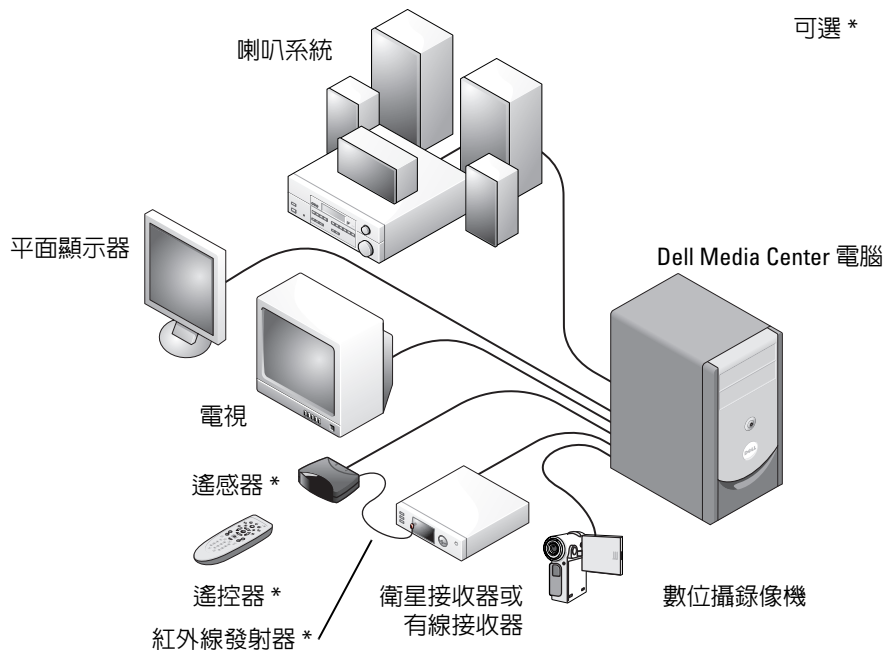 可選 *
喇叭系統
平面顯示器
Dell Media Center 電腦
電視
遙感器 *
遙控器 *
衛星接收器或
有線接收器
數位攝錄像機
紅外線發射器 *
DELL